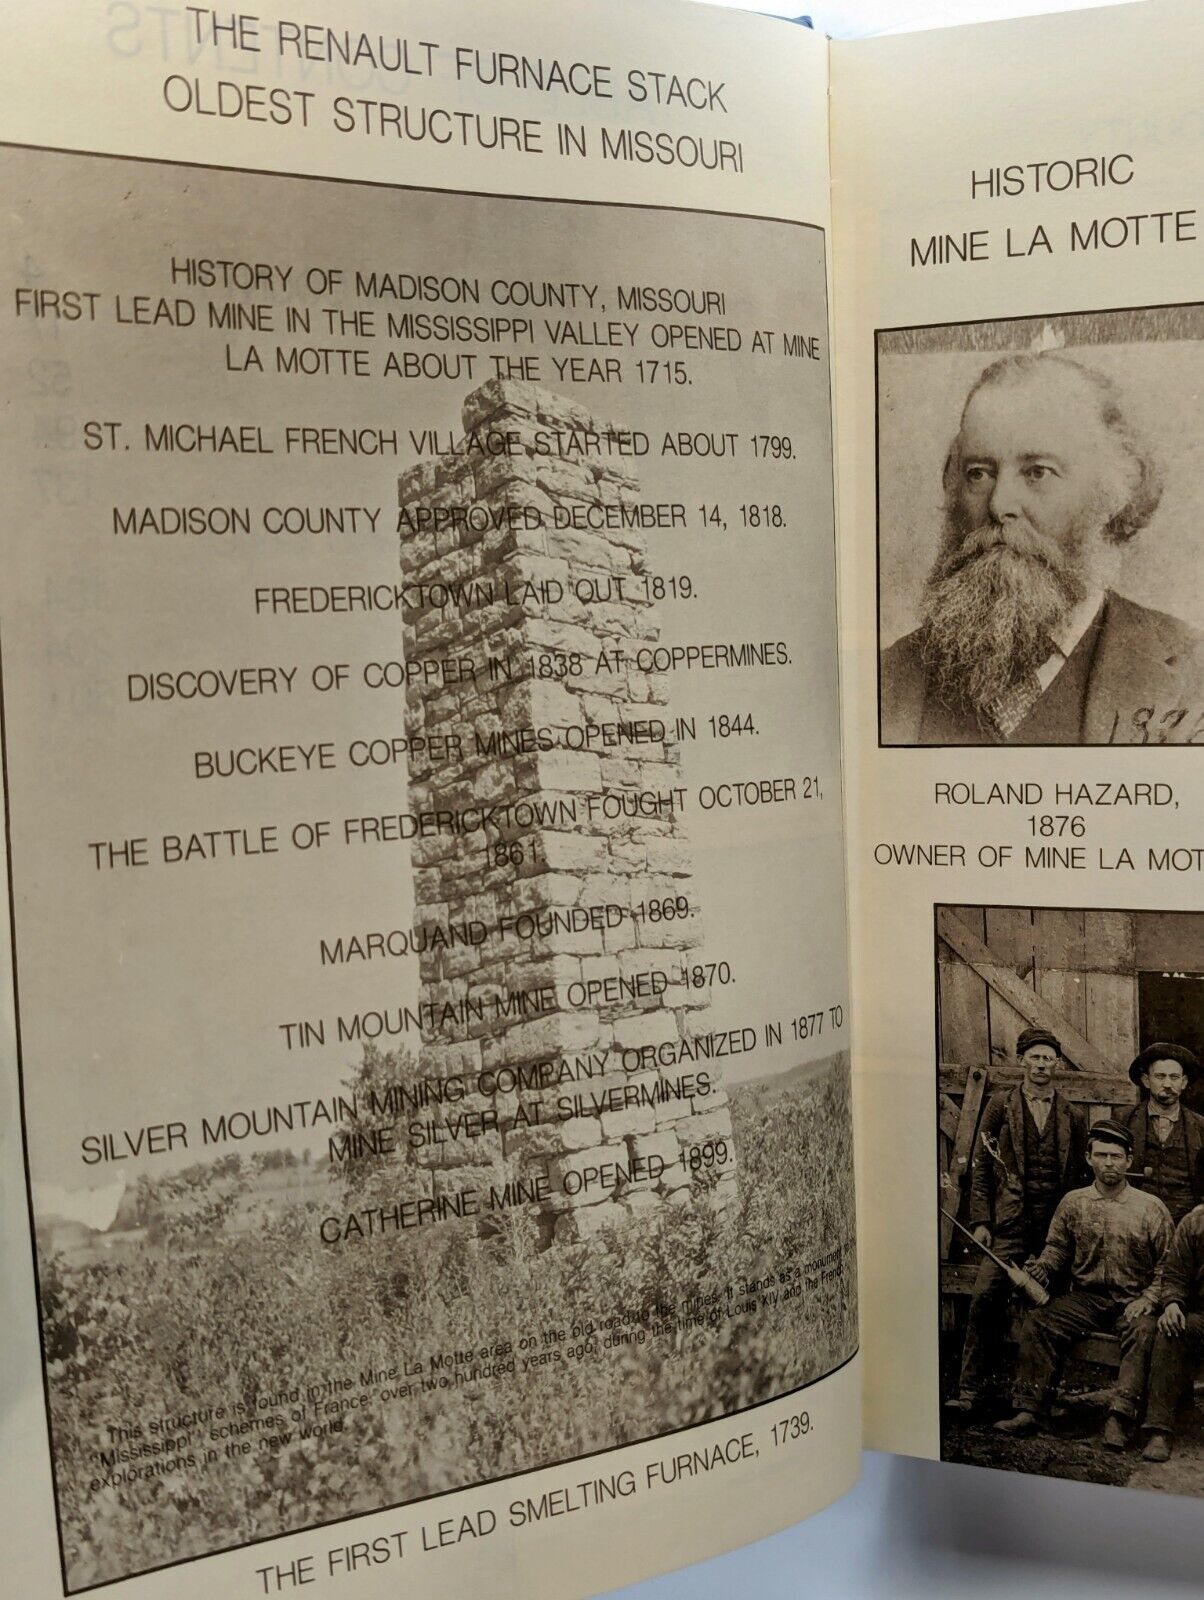 THE RENAULT FURNACE STACK
OLDEST STRUCTURE IN MISSOURI
HISTORY OF MADISON COUNTY, MISSOURI
FIRST LEAD MINE IN THE MISSISSIPPI VALLEY OPENED AT MINE
LA MOTTE ABOUT THE YEAR 1715.
ST. MICHAEL FRENCH VILLAGE STARTED ABOUT 1799.
MADISON COUNTY APPROVED DECEMBER 14, 1818.
FREDERICKTOWN LAID OUT 1819.
DISCOVERY OF COPPER IN 1838 AT COPPERMINES.
BUCKEYE COPPER MINES OPENED IN 1844.
THE BATTLE OF FREDERICKTOWN FOUGHT OCTOBER 21,
1861.
MARQUAND FOUNDED 1869.
TIN MOUNTAIN MINE OPENED 1870.
SILVER MOUNTAIN MINING COMPANY ORGANIZED IN 1877 TO
MINE SILVER AT SILVERMINES.
CATHERINE MINE OPENED 1899.
This structure is found in the Mine La Motte area on the old road to the mines. It stands as a monument
"Mississippi" schemes of France, over two hundred years ago, during the time of Louis XIV and the French
explorations in the new world.
THE FIRST LEAD SMELTING FURNACE, 1739.
HISTORIC
MINE LA MOTTE
ROLAND HAZARD,
1876
OWNER OF MINE LA MOT